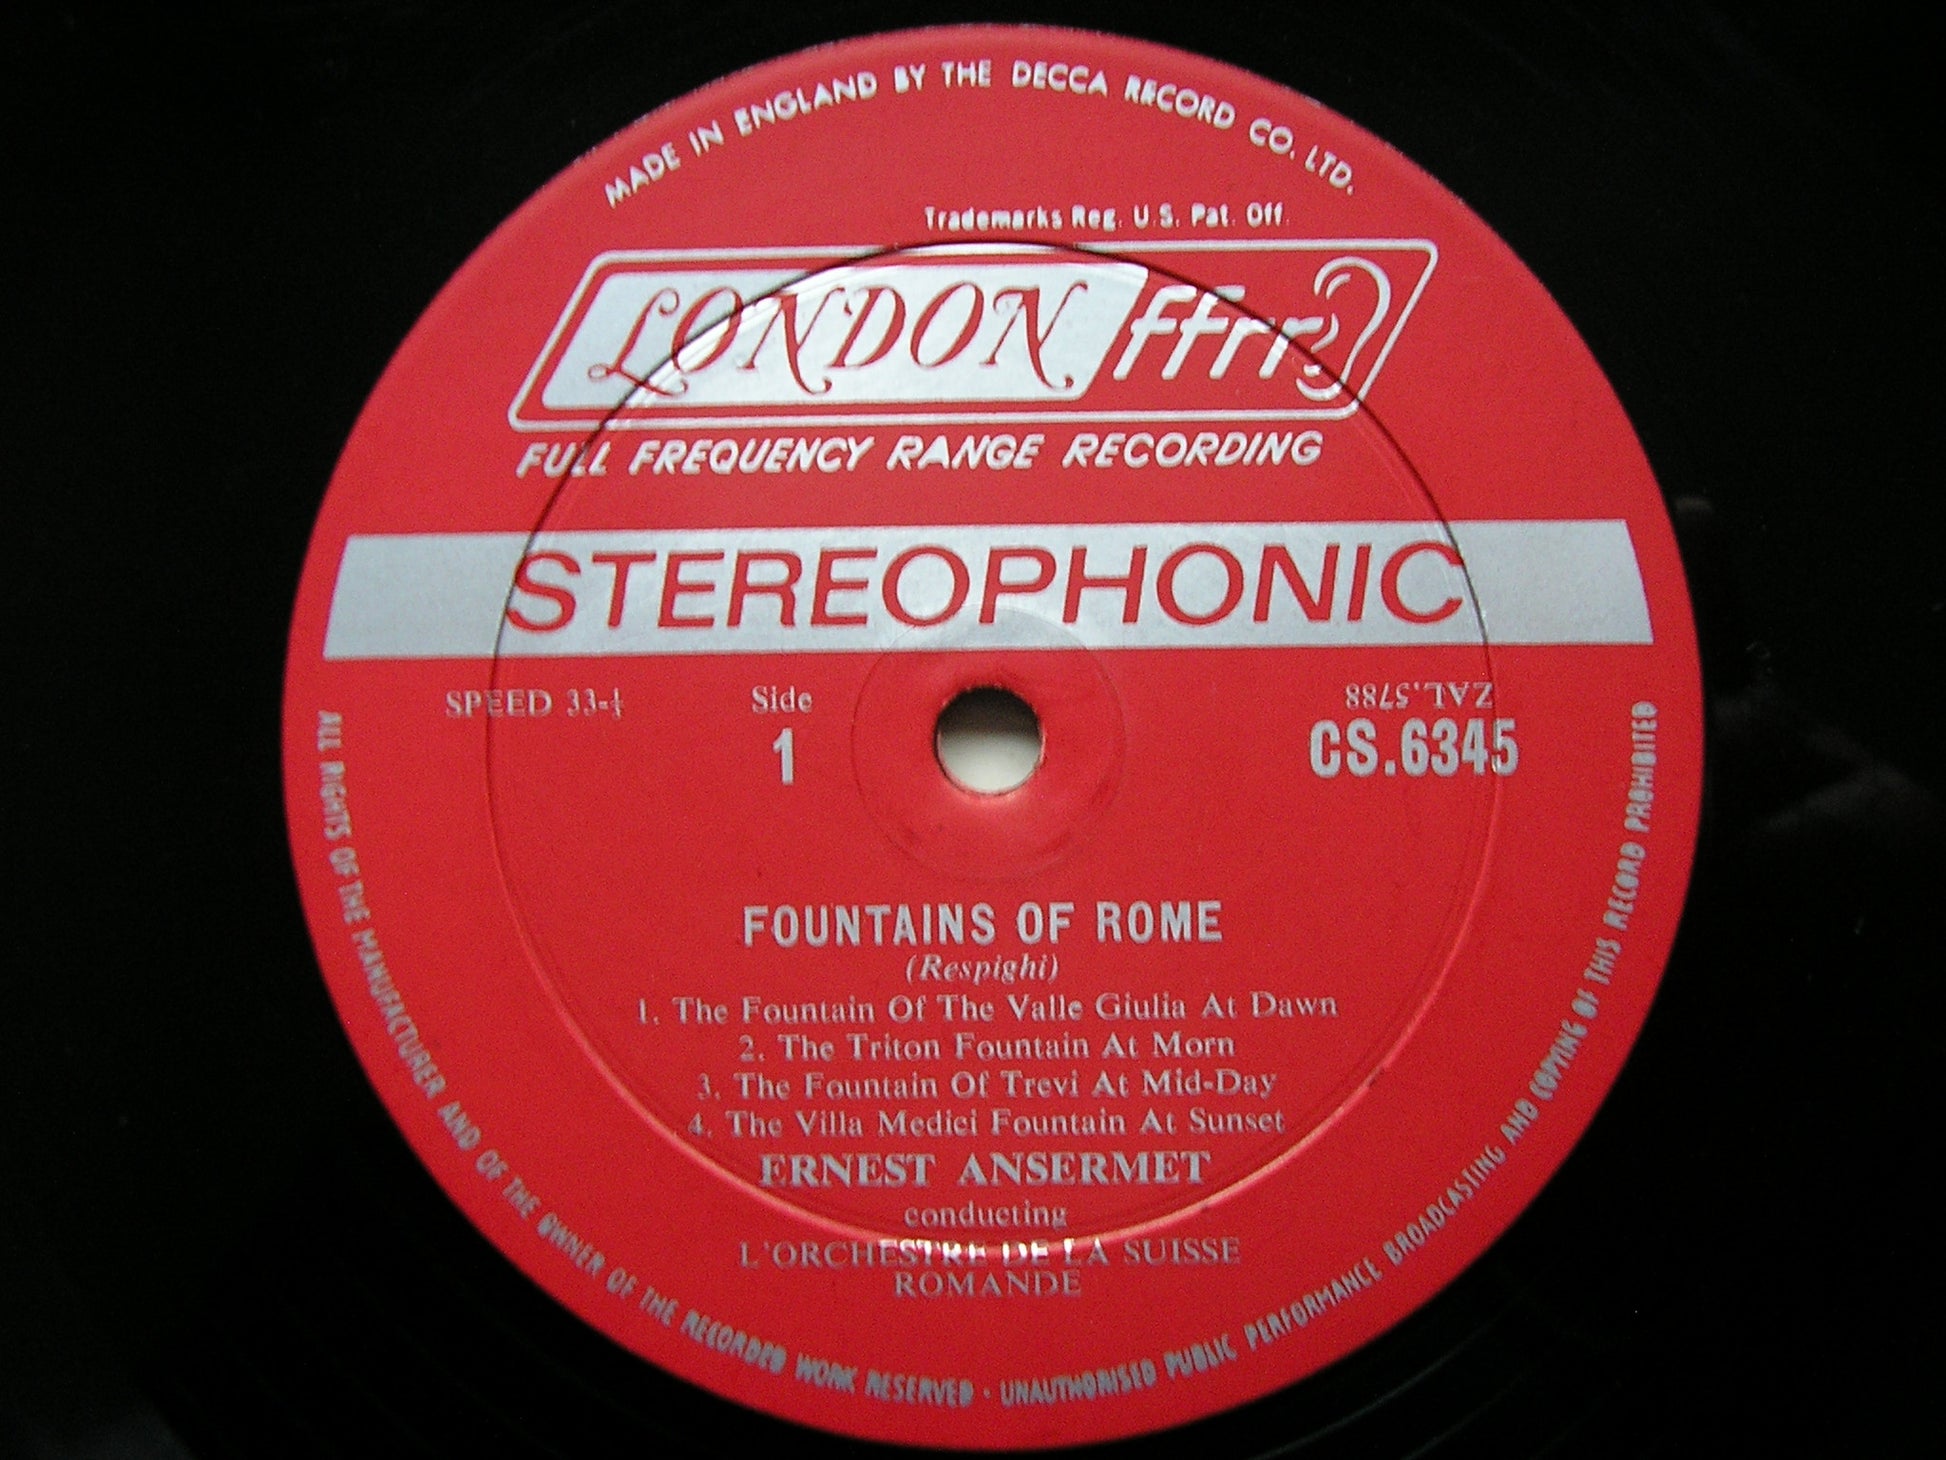 MADE IN ENGLAND BY THE DECCA RECORD CO. LTD.
Trademarks Reg. U.S. Pat. Off.
LONDON ffrr
FULL FREQUENCY RANGE RECORDING
STEREOPHONIC
SPEED 33-⅓
Side
1
ZAL.5788
CS.6345
FOUNTAINS OF ROME
(Respighi)
1. The Fountain Of The Valle Giulia At Dawn
2. The Triton Fountain At Morn
3. The Fountain Of Trevi At Mid-Day
4. The Villa Medici Fountain At Sunset
ERNEST ANSERMET
conducting
L'ORCHESTRE DE LA SUISSE
ROMANDE
ALL RIGHTS OF THE MANUFACTURER AND OF THE OWNER OF THE RECORDED WORK RESERVED · UNAUTHORISED PUBLIC PERFORMANCE BROADCASTING AND COPYING OF THIS RECORD PROHIBITED